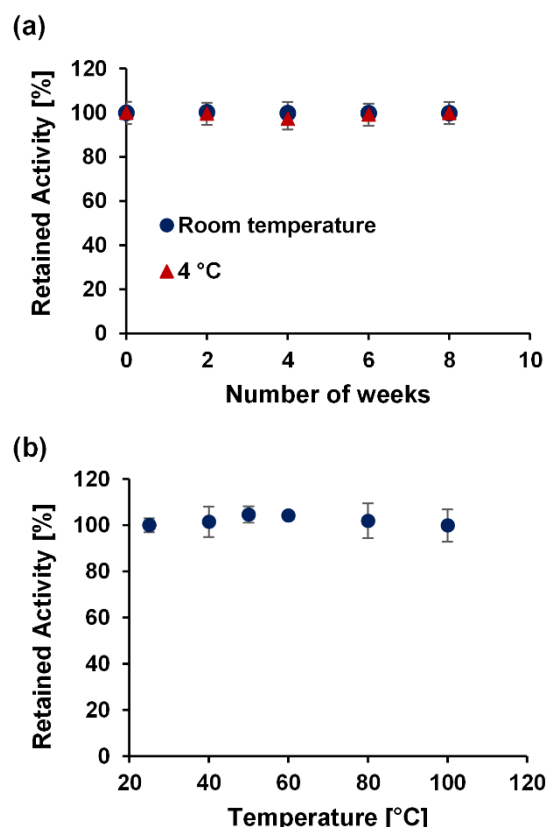 (a)
Retained Activity [%]
120
100
80
60
40
20
0
Room temperature
4 °C
0 2 4 6 8 10
Number of weeks
(b)
Retained Activity [%]
120
100
80
60
40
20
0
20 40 60 80 100 120
Temperature [°C]